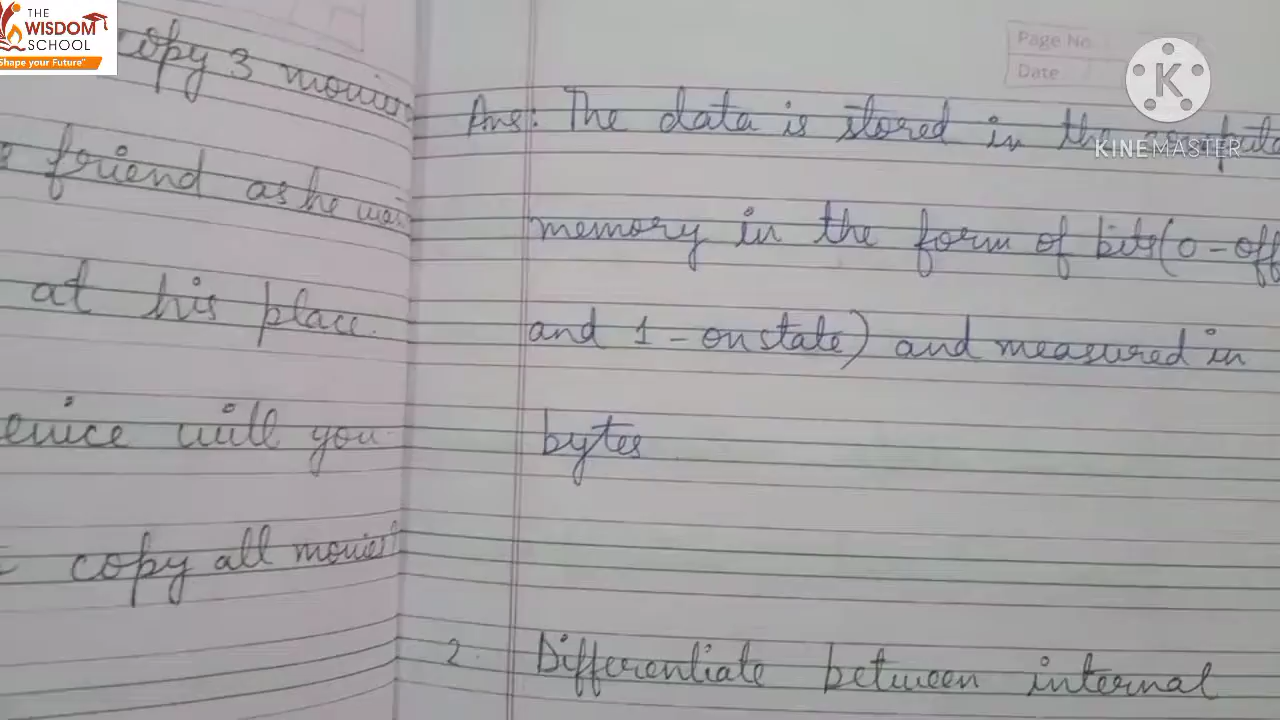 THE
WISDOM
SCHOOL
Shape your Future"
copy 3 movies
friend as he
at his place.
will you
copy all movies?
Page No.
Date
KINEMASTER
Ans: The data is stored in the
memory in the form of bits(0-off
and 1-on state) and measured in
bytes
2. Differentiate between internal